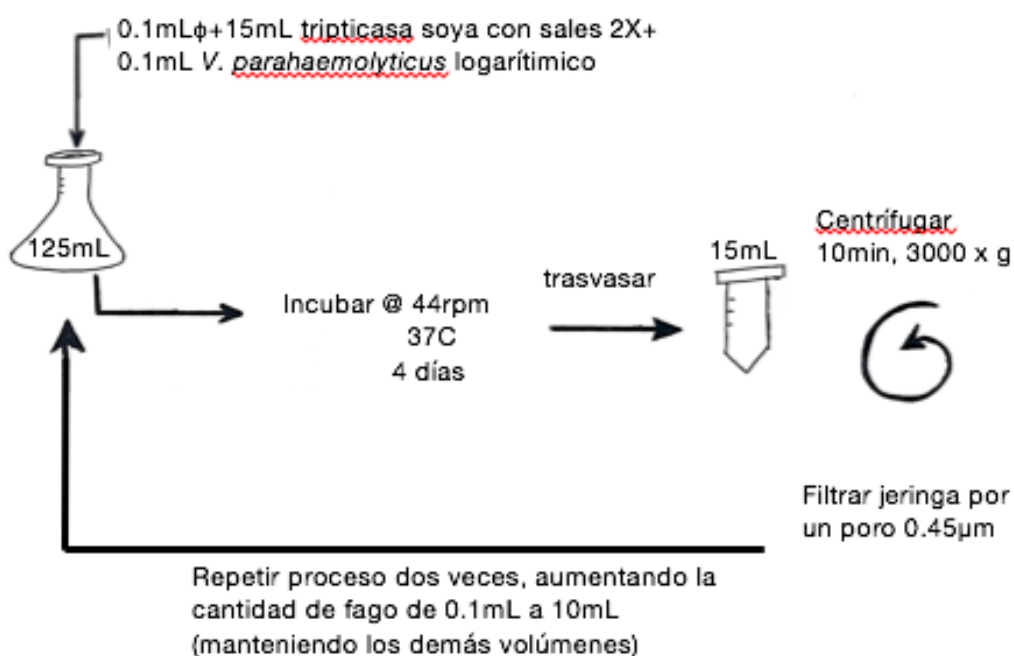 0.1mLϕ+15mL tripticasa soya con sales 2X+
0.1mL V. parahaemolyticus logarítimico
125mL
Incubar @ 44rpm
37C
4 días
trasvasar
15mL
Centrífugar
10min, 3000 x g
Filtrar jeringa por
un poro 0.45µm
Repetir proceso dos veces, aumentando la
cantidad de fago de 0.1mL a 10mL
(manteniendo los demás volúmenes)